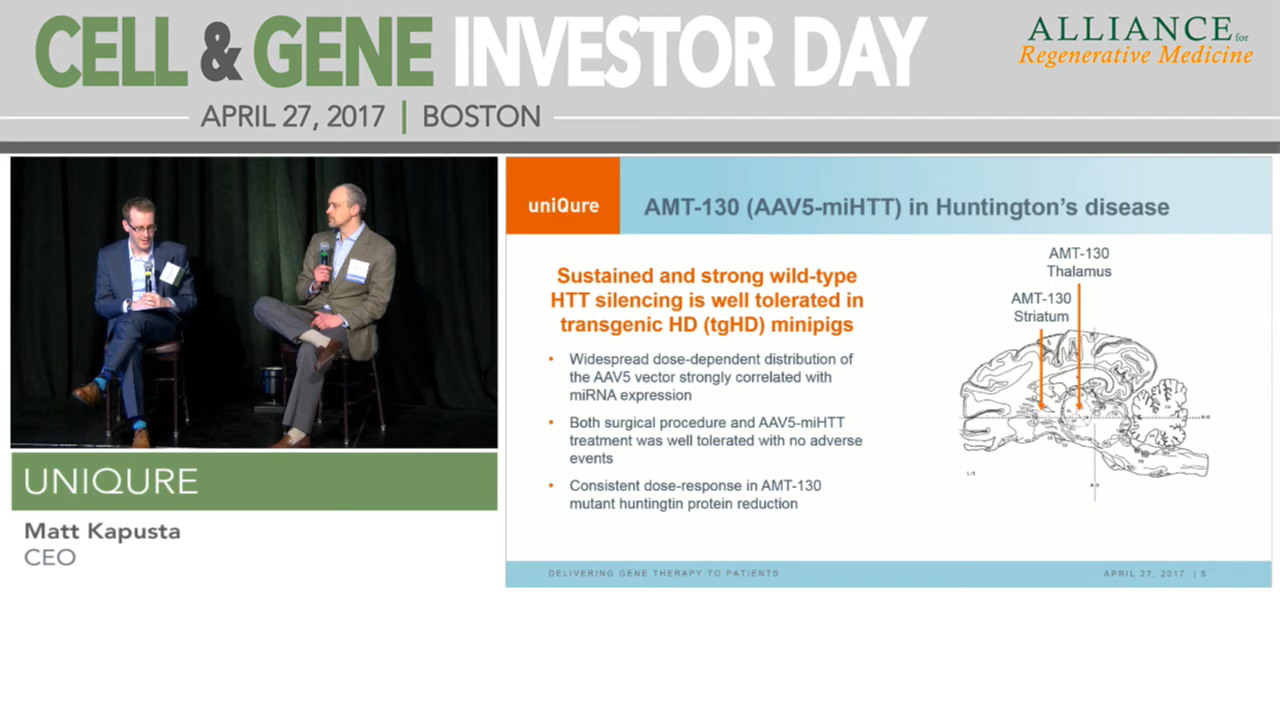 CELL & GENE INVESTOR DAY
APRIL 27, 2017 | BOSTON
ALLIANCE for
Regenerative Medicine
UNIQURE
Matt Kapusta
CEO
uniQure
AMT-130 (AAV5-miHTT) in Huntington's disease
Sustained and strong wild-type
HTT silencing is well tolerated in
transgenic HD (tgHD) minipigs
• Widespread dose-dependent distribution of
the AAV5 vector strongly correlated with
miRNA expression
• Both surgical procedure and AAV5-miHTT
treatment was well tolerated with no adverse
events
• Consistent dose-response in AMT-130
mutant huntingtin protein reduction
AMT-130
Thalamus
AMT-130
Striatum
DELIVERING GENE THERAPY TO PATIENTS
APRIL 27, 2017 | 5